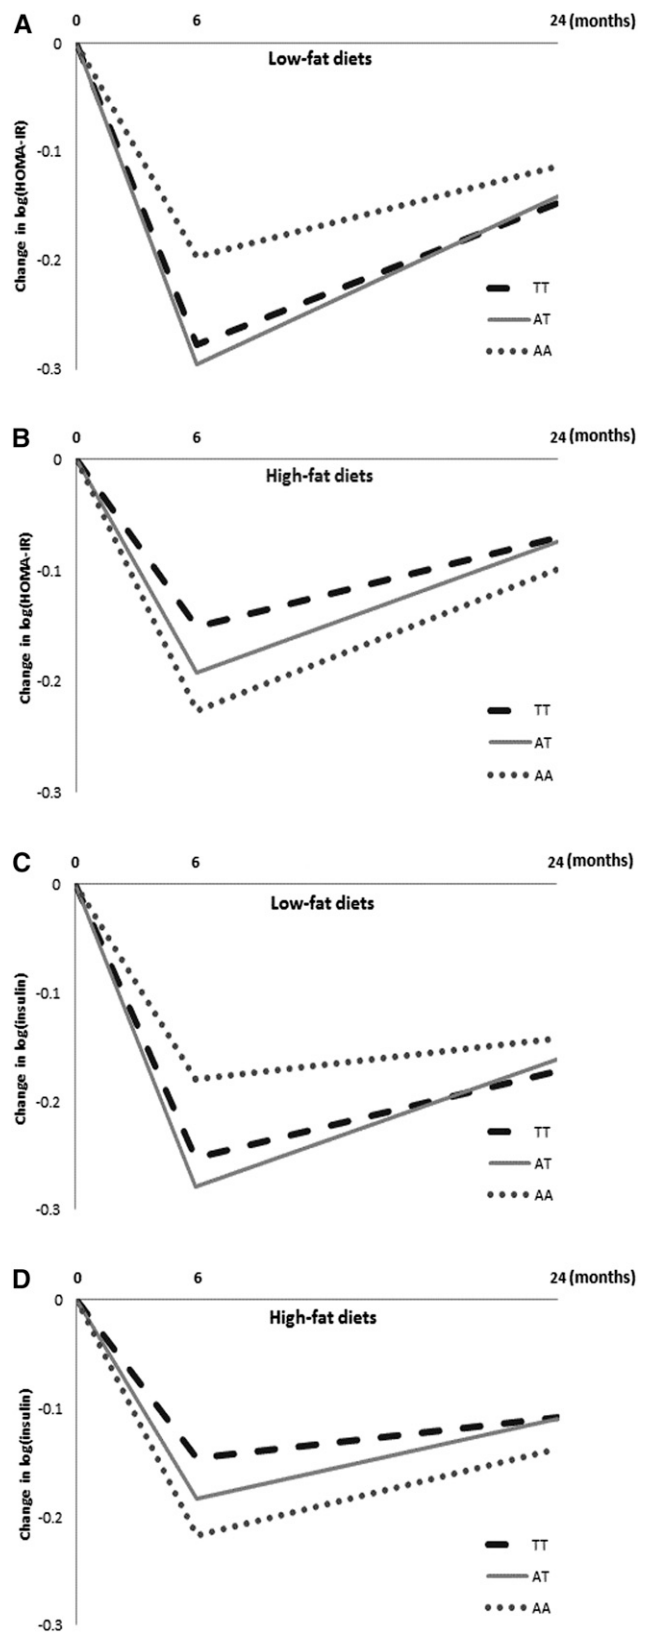 A
0 6 24 (months)
0
Low-fat diets
-0.1
Change in log(HOMA-IR)
-0.2
TT
AT
AA
-0.3
B
0 6 24 (months)
0
High-fat diets
-0.1
Change in log(HOMA-IR)
-0.2
TT
AT
AA
-0.3
C
0 6 24 (months)
0
Low-fat diets
-0.1
Change in log(insulin)
-0.2
TT
AT
AA
-0.3
D
0 6 24 (months)
0
High-fat diets
-0.1
Change in log(insulin)
-0.2
TT
AT
AA
-0.3